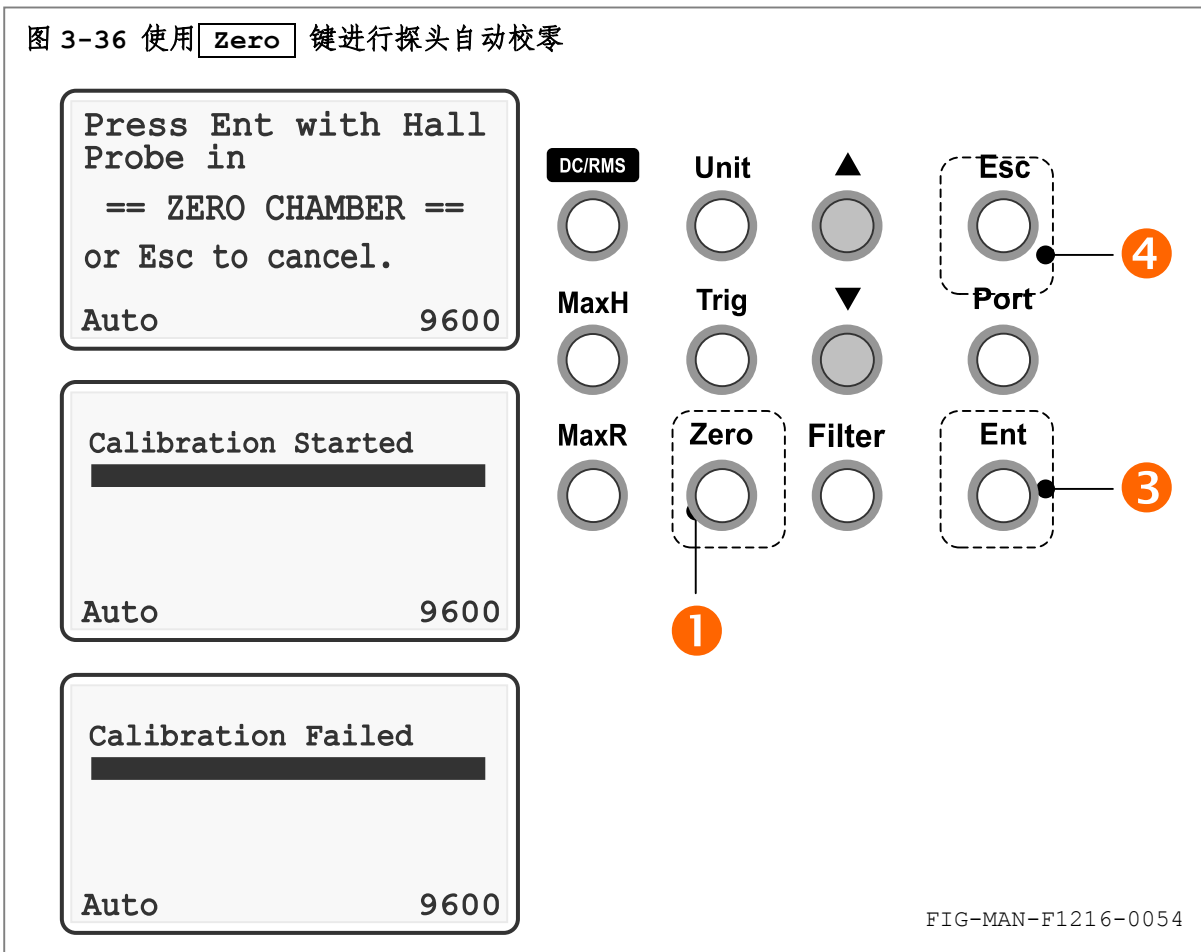 图 3-36 使用 Zero 键进行探头自动校零
Press Ent with Hall
Probe in
== ZERO CHAMBER ==
or Esc to cancel.
Auto 9600
DC/RMS Unit ▲ Esc
4
MaxH Trig ▼ Port
Calibration Started
Auto 9600
MaxR Zero Filter Ent
3
1
Calibration Failed
Auto 9600
FIG-MAN-F1216-0054